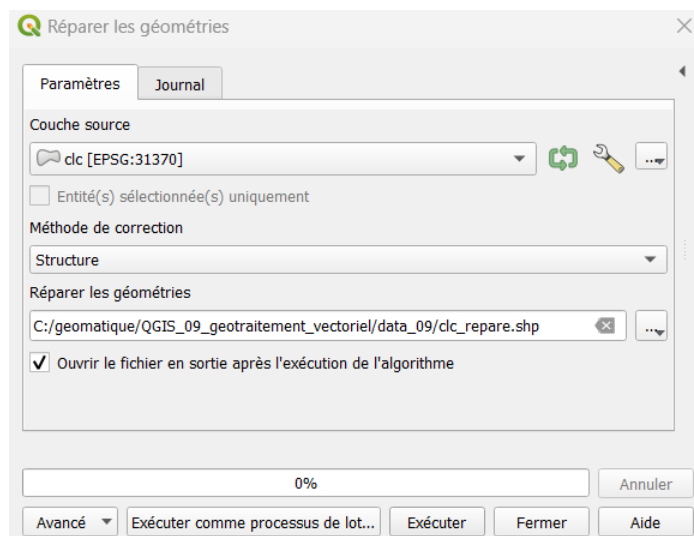 Réparer les géométries
Paramètres Journal
Couche source
clc [EPSG:31370]
Entité(s) sélectionnée(s) uniquement
Méthode de correction
Structure
Réparer les géométries
C:/geomatique/QGIS_09_geotraitement_vectoriel/data_09/clc_repare.shp
Ouvrir le fichier en sortie après l'exécution de l'algorithme
0% Annuler
Avancé Exécuter comme processus de lot... Exécuter Fermer Aide